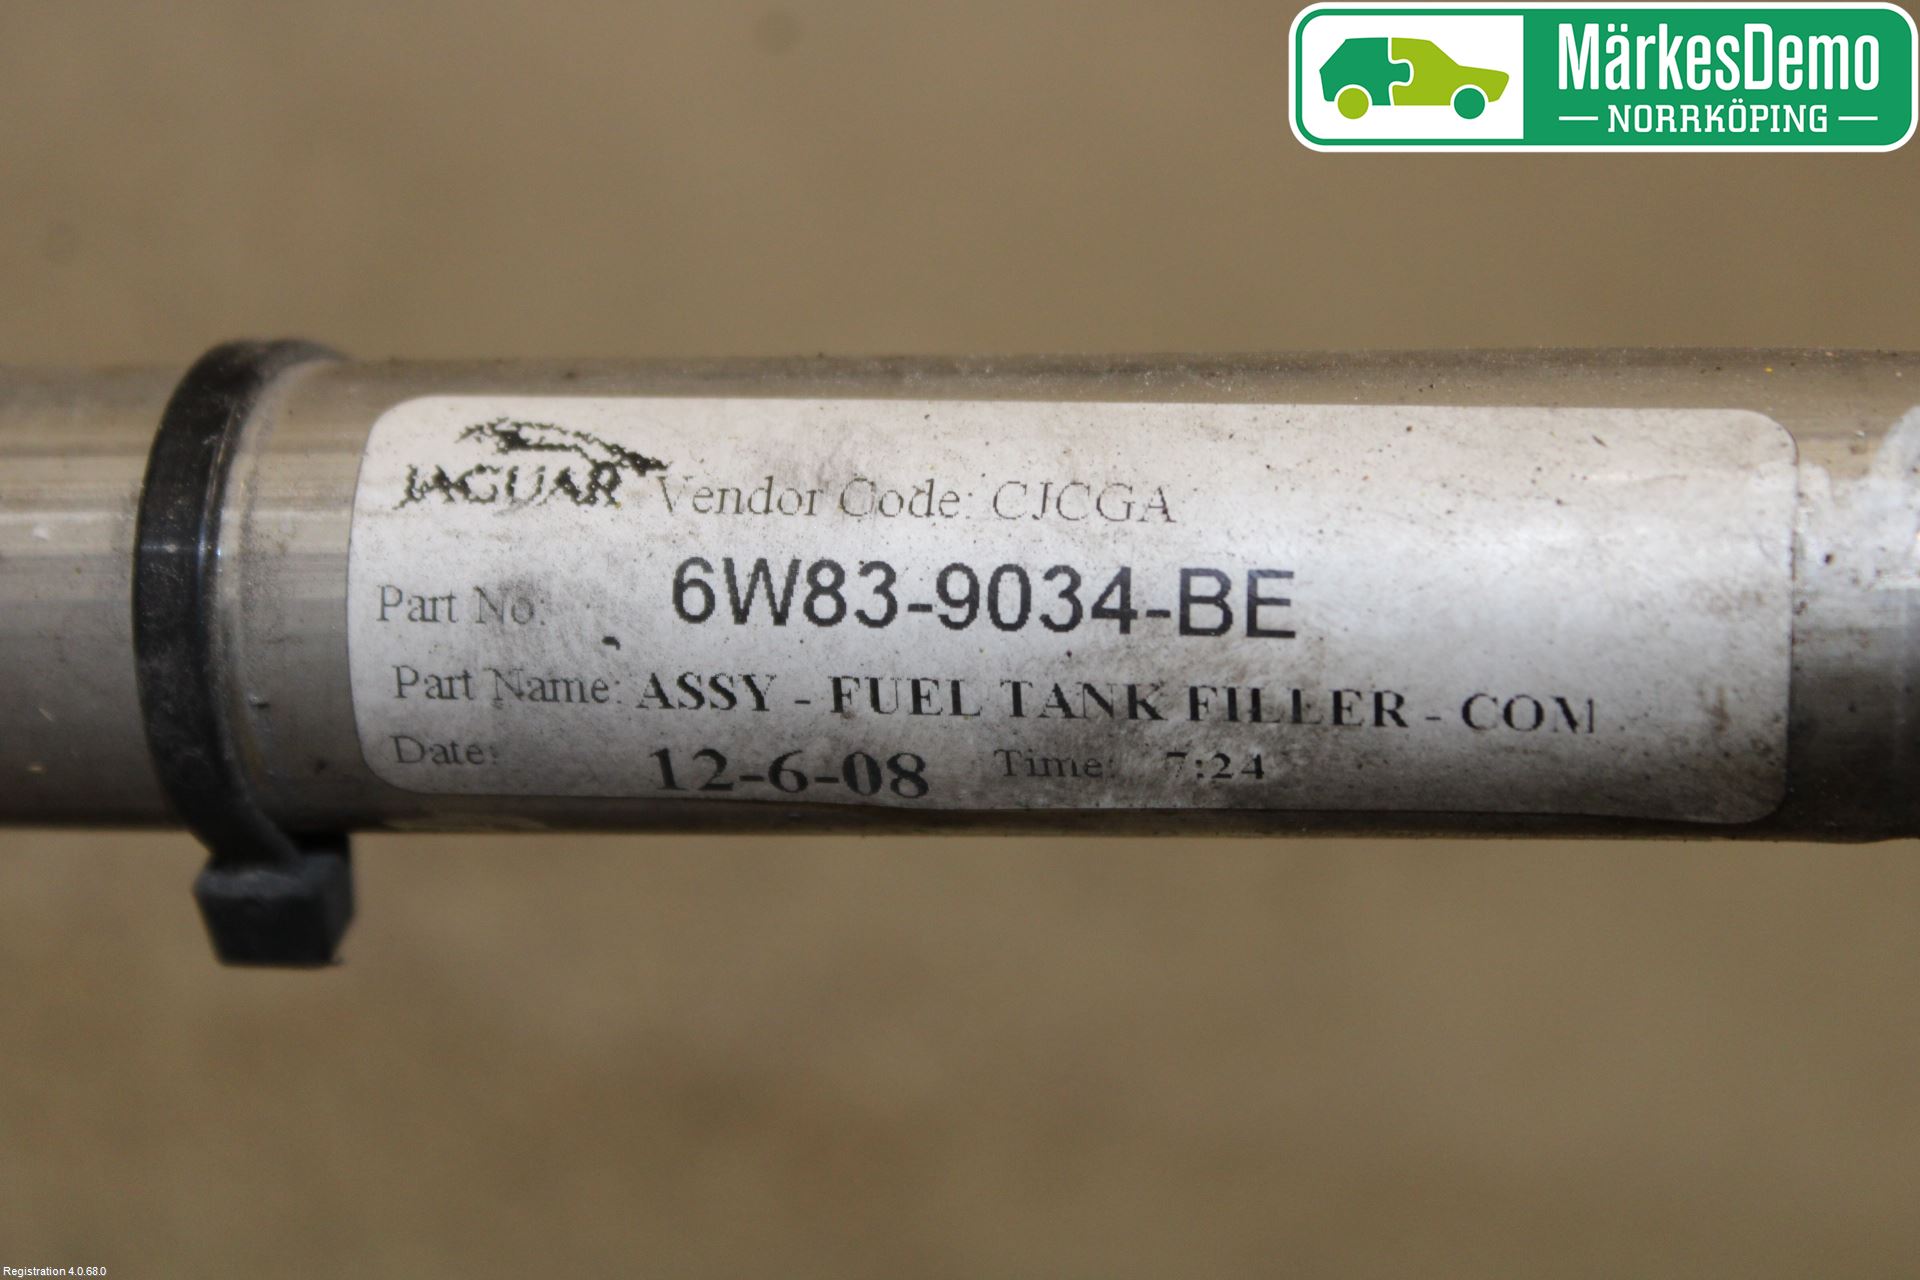 MärkesDemo
NORRKÖPING
JAGUAR
Vendor Code: CJCGA
Part No: 6W83-9034-BE
Part Name: ASSY - FUEL TANK FILLER - COM
Date: 12-6-08 Time: 7:24
Registration 4.0.68.0